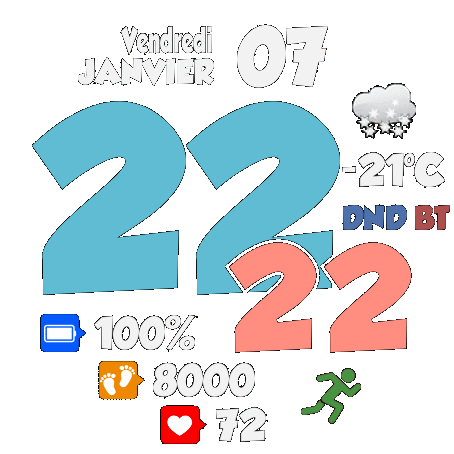 Vendredi
JANVIER 07
22
-21°C
DND BT
22
100%
8000
72